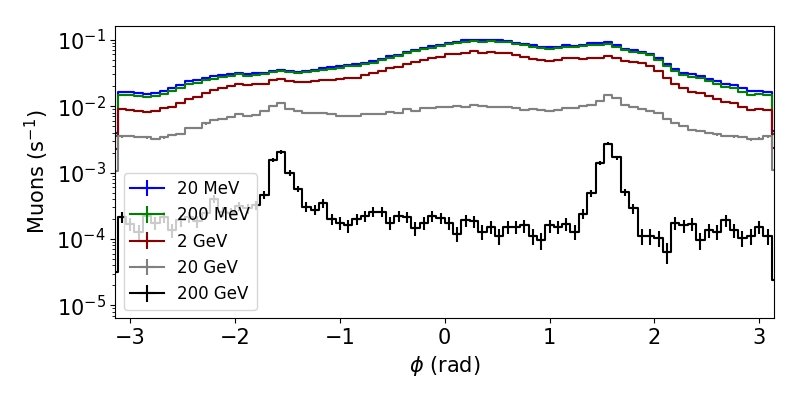 10⁻¹
10⁻²
10⁻³
10⁻⁴
10⁻⁵
Muons (s⁻¹)
20 MeV
200 MeV
2 GeV
20 GeV
200 GeV
−3 −2 −1 0 1 2 3
ϕ (rad)